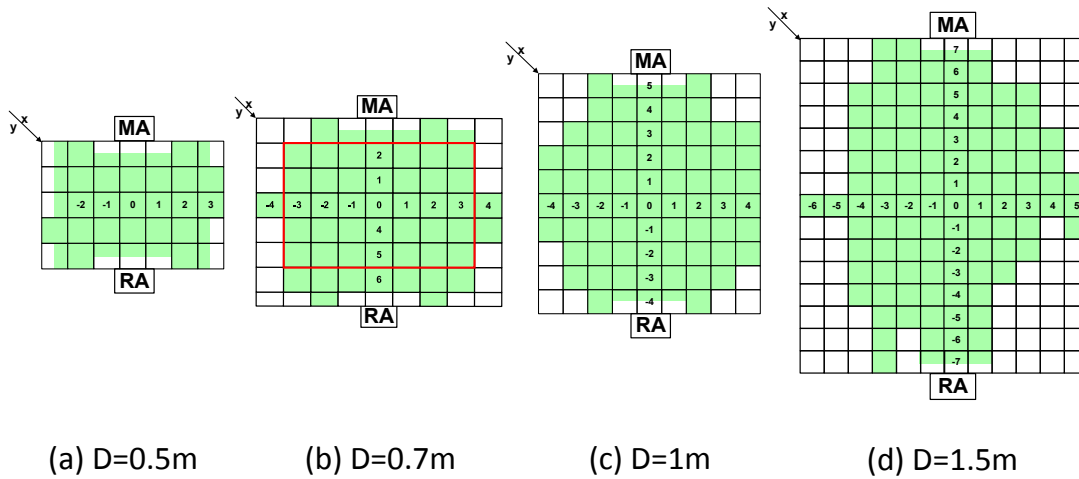 x
y
MA
-2 -1 0 1 2 3
RA
(a) D=0.5m
x
y
MA
2
1
-4 -3 -2 -1 0 1 2 3 4
4
5
6
RA
(b) D=0.7m
x
y
MA
5
4
3
2
1
-4 -3 -2 -1 0 1 2 3 4
-1
-2
-3
-4
RA
(c) D=1m
x
y
MA
7
6
5
4
3
2
1
-6 -5 -4 -3 -2 -1 0 1 2 3 4 5
-1
-2
-3
-4
-5
-6
-7
RA
(d) D=1.5m